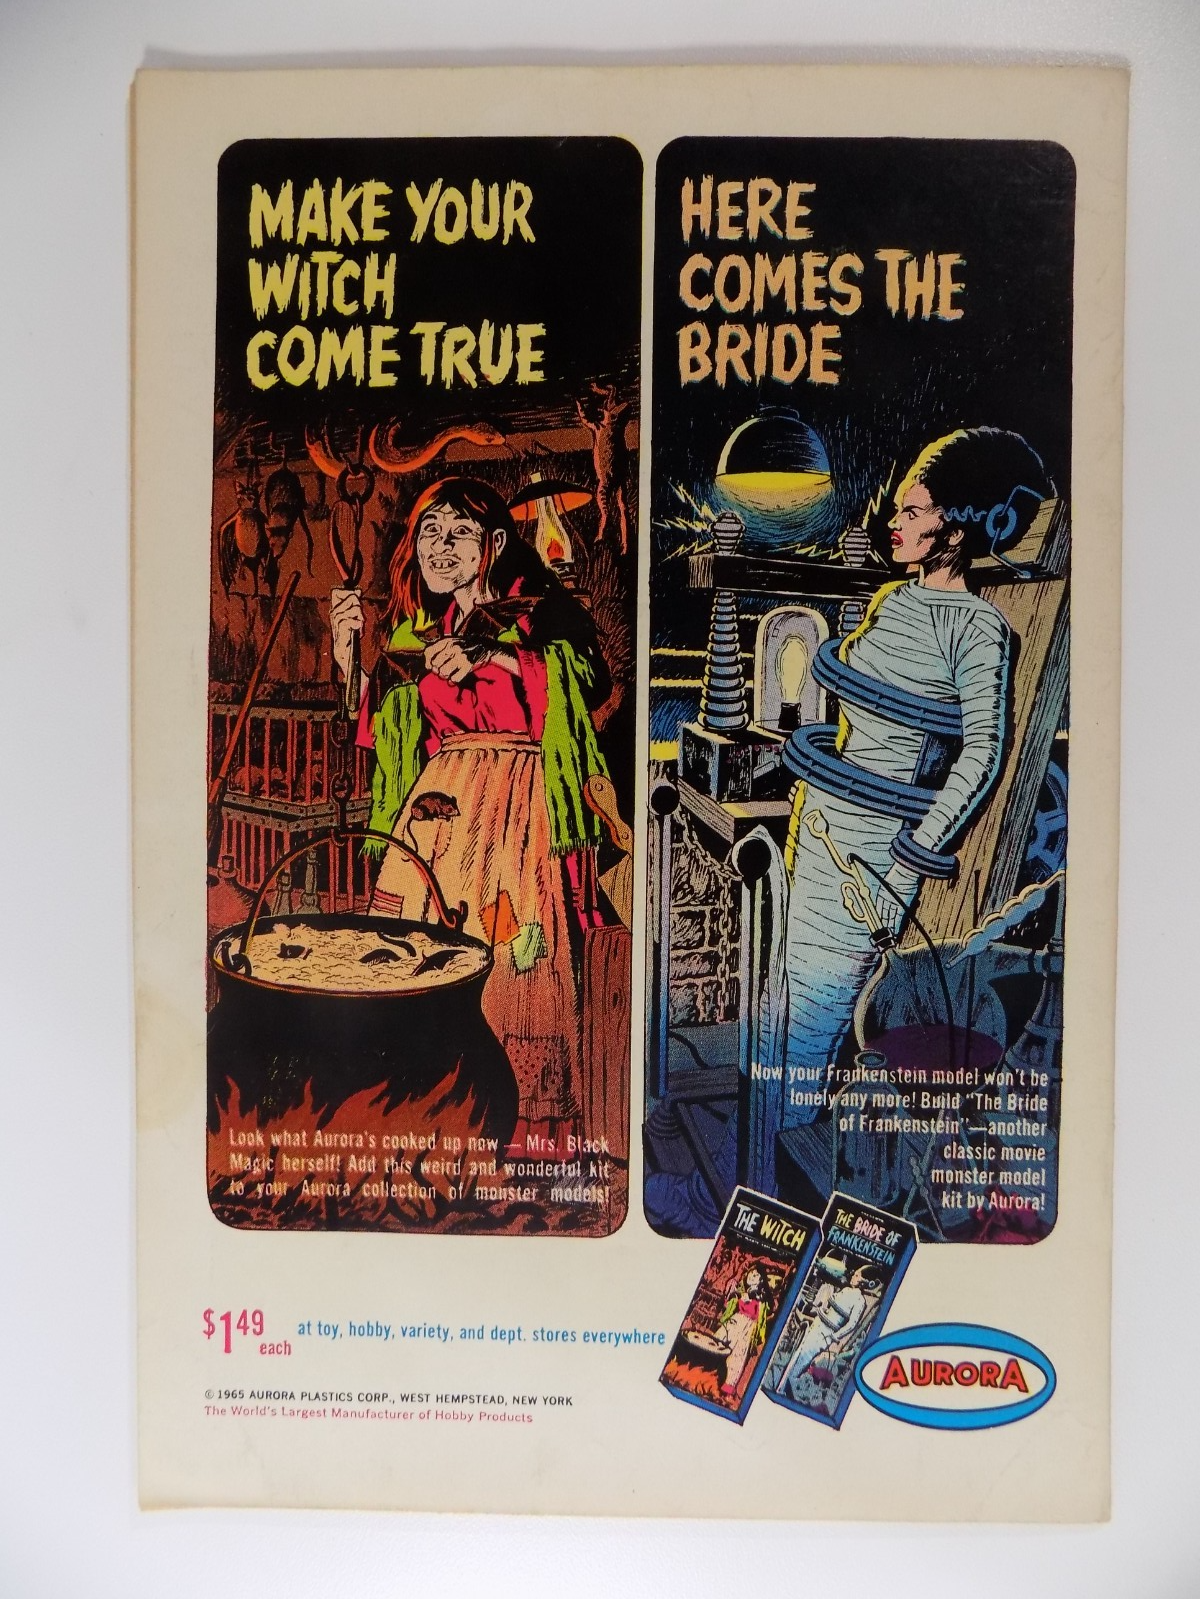 MAKE YOUR
WITCH
COME TRUE
Look what Aurora's cooked up now — Mrs. Black
Magic herself! Add this weird and wonderful kit
to your Aurora collection of monster models!
HERE
COMES THE
BRIDE
Now your Frankenstein model won't be
lonely any more! Build "The Bride
of Frankenstein"—another
classic movie
monster model
kit by Aurora!
THE WITCH
THE BRIDE OF
FRANKENSTEIN
$1.49 each
at toy, hobby, variety, and dept. stores everywhere
AURORA
© 1965 AURORA PLASTICS CORP., WEST HEMPSTEAD, NEW YORK
The World's Largest Manufacturer of Hobby Products